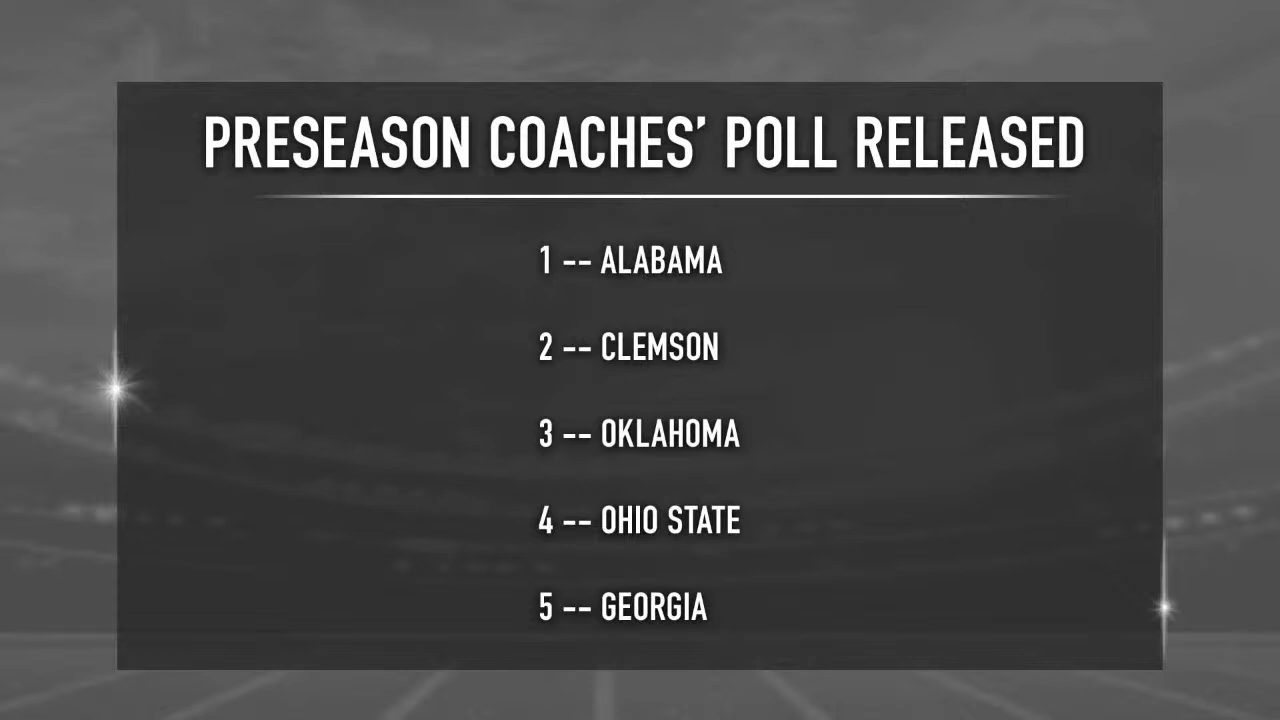 PRESEASON COACHES’ POLL RELEASED
1 -- ALABAMA
2 -- CLEMSON
3 -- OKLAHOMA
4 -- OHIO STATE
5 -- GEORGIA